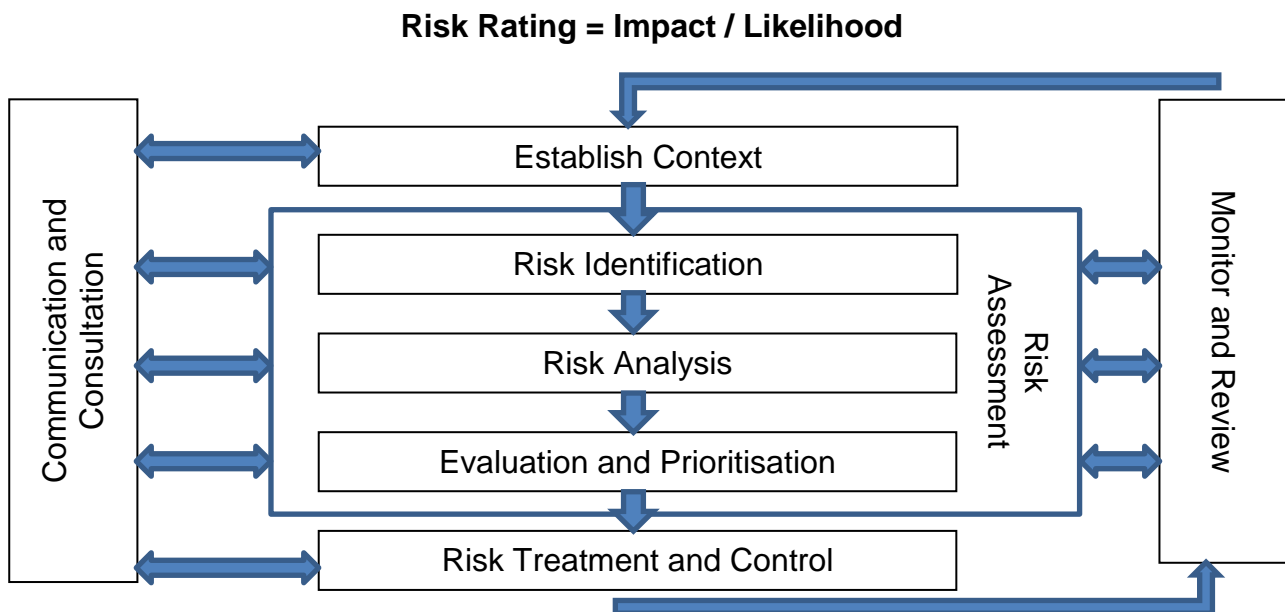 Risk Rating = Impact / Likelihood
Establish Context
Communication and
Consultation
Risk Identification
Risk Analysis
Evaluation and Prioritisation
Risk
Assessment
Monitor and Review
Risk Treatment and Control